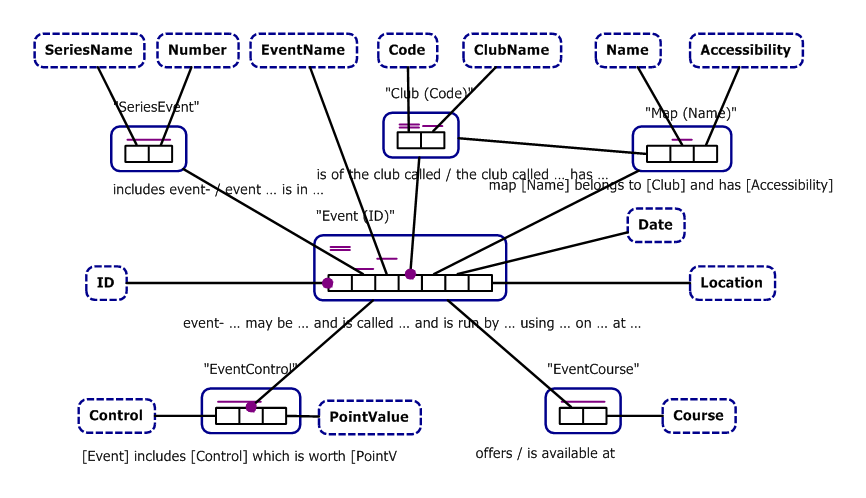 SeriesName
Number
EventName
Code
ClubName
Name
Accessibility
"SeriesEvent"
"Club (Code)"
"Map (Name)"
includes event- / event ... is in ...
is of the club called / the club called ... has ...
map [Name] belongs to [Club] and has [Accessibility]
"Event (ID)"
Date
ID
Location
event- ... may be ... and is called ... and is run by ... using ... on ... at ...
"EventControl"
"EventCourse"
Control
PointValue
Course
[Event] includes [Control] which is worth [PointV
offers / is available at